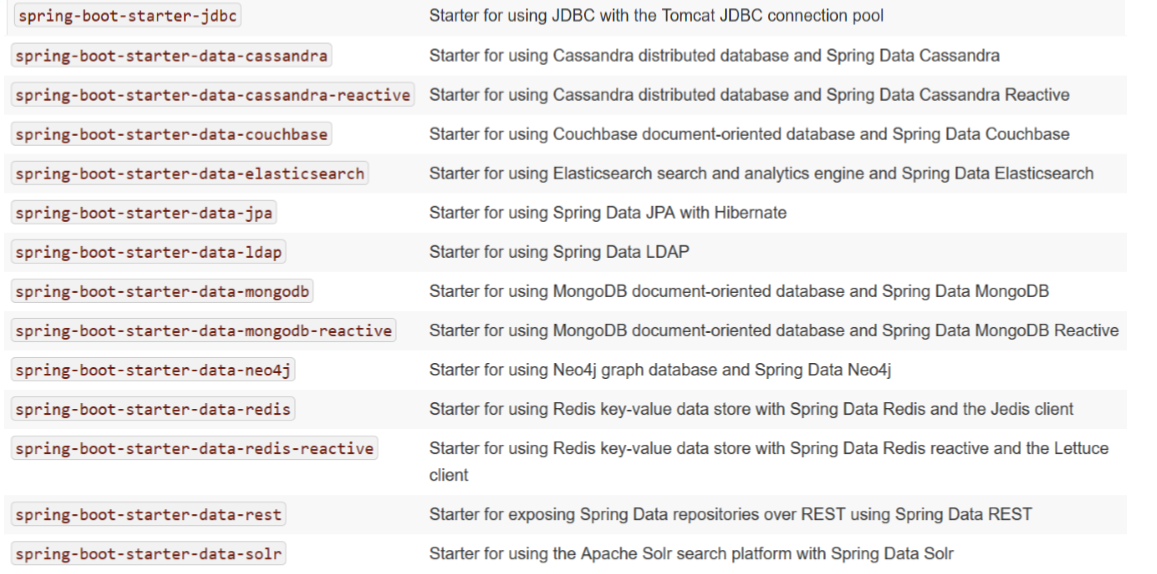 spring-boot-starter-jdbc Starter for using JDBC with the Tomcat JDBC connection pool
spring-boot-starter-data-cassandra Starter for using Cassandra distributed database and Spring Data Cassandra
spring-boot-starter-data-cassandra-reactive Starter for using Cassandra distributed database and Spring Data Cassandra Reactive
spring-boot-starter-data-couchbase Starter for using Couchbase document-oriented database and Spring Data Couchbase
spring-boot-starter-data-elasticsearch Starter for using Elasticsearch search and analytics engine and Spring Data Elasticsearch
spring-boot-starter-data-jpa Starter for using Spring Data JPA with Hibernate
spring-boot-starter-data-ldap Starter for using Spring Data LDAP
spring-boot-starter-data-mongodb Starter for using MongoDB document-oriented database and Spring Data MongoDB
spring-boot-starter-data-mongodb-reactive Starter for using MongoDB document-oriented database and Spring Data MongoDB Reactive
spring-boot-starter-data-neo4j Starter for using Neo4j graph database and Spring Data Neo4j
spring-boot-starter-data-redis Starter for using Redis key-value data store with Spring Data Redis and the Jedis client
spring-boot-starter-data-redis-reactive Starter for using Redis key-value data store with Spring Data Redis reactive and the Lettuce
client
spring-boot-starter-data-rest Starter for exposing Spring Data repositories over REST using Spring Data REST
spring-boot-starter-data-solr Starter for using the Apache Solr search platform with Spring Data Solr